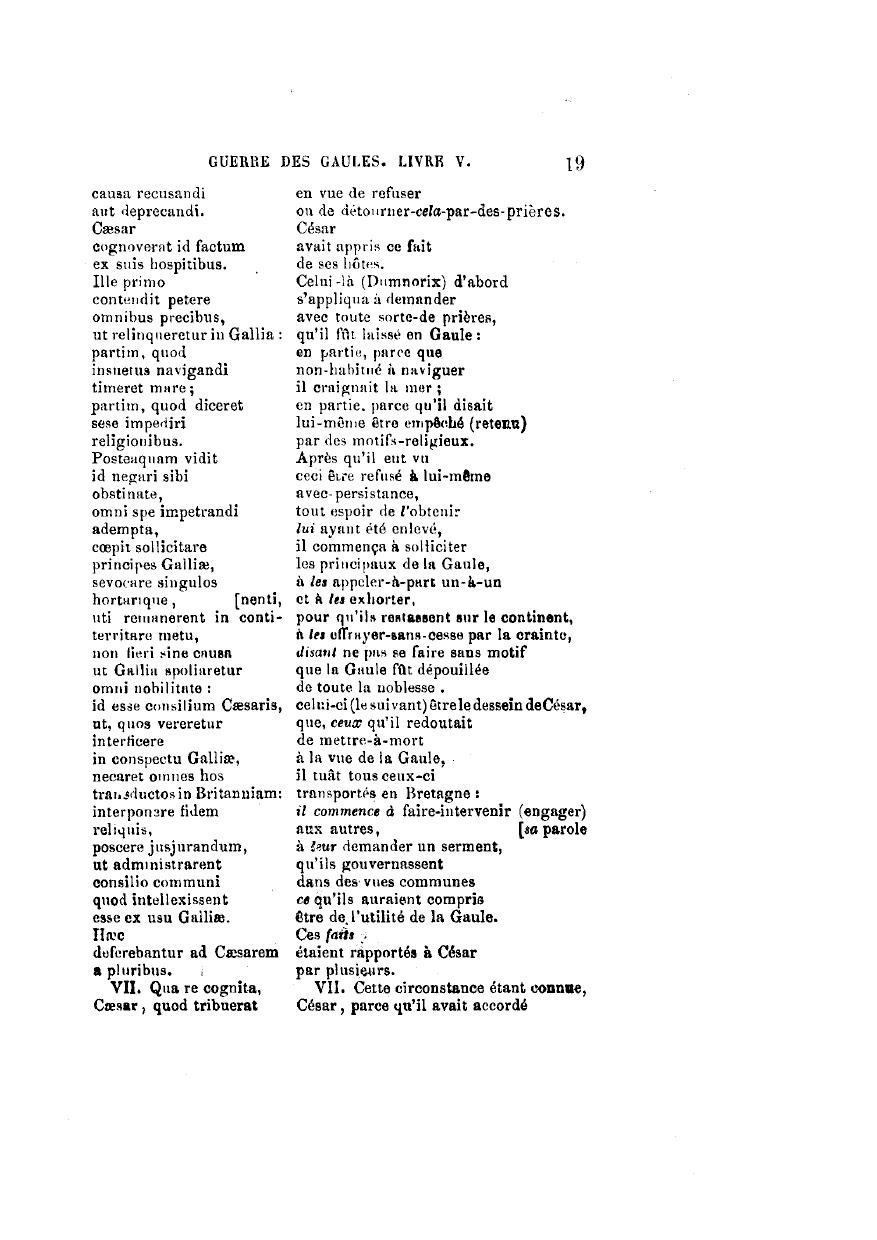 GUERRE DES GAULES. LIVRE V. 19
causa recusandi en vue de refuser
aut deprecandi. ou de détourner-cela-par-des-prières.
Cæsar César
cognoverat id factum avait appris ce fait
ex suis hospitibus. de ses hôtes.
Ille primo Celui-là (Dumnorix) d'abord
contendit petere s'appliqua à demander
omnibus precibus, avec toute sorte-de prières,
ut relinqueretur in Gallia : qu'il fût laissé en Gaule :
partim, quod en partie, parce que
insuetus navigandi non-habitué à naviguer
timeret mare ; il craignait la mer ;
partim, quod diceret en partie, parce qu'il disait
sese impediri lui-même être empêché (retenu)
religionibus. par des motifs-religieux.
Posteaquam vidit Après qu'il eut vu
id negari sibi ceci être refusé à lui-même
obstinate, avec-persistance,
omni spe impetrandi tout espoir de l'obtenir
adempta, lui ayant été enlevé,
cœpit sollicitare il commença à solliciter
principes Galliæ, les principaux de la Gaule,
sevocare singulos à les appeler-à-part un-à-un
hortarique, [nenti, et à les exhorter,
uti remanerent in conti- pour qu'ils restassent sur le continent,
territare metu, à les effrayer-sans-cesse par la crainte,
non fieri sine causa disant ne pas se faire sans motif
ut Gallia spoliaretur que la Gaule fût dépouillée
omni nobilitate : de toute la noblesse .
id esse consilium Cæsaris, celui-ci (le suivant) être le dessein de César,
ut, quos vereretur que, ceux qu'il redoutait
interficere de mettre-à-mort
in conspectu Galliæ, à la vue de la Gaule,
necaret omnes hos il tuât tous ceux-ci
transductos in Britanniam: transportés en Bretagne :
interponere fidem il commence à faire-intervenir (engager)
reliquis, aux autres, [sa parole
poscere jusjurandum, à leur demander un serment,
ut administrarent qu'ils gouvernassent
consilio communi dans des vues communes
quod intellexissent ce qu'ils auraient compris
esse ex usu Galliæ. être de l'utilité de la Gaule.
Hæc Ces faits
deferebantur ad Cæsarem étaient rapportés à César
a pluribus. par plusieurs.
VII. Qua re cognita, VII. Cette circonstance étant connue,
Cæsar, quod tribuerat César, parce qu'il avait accordé